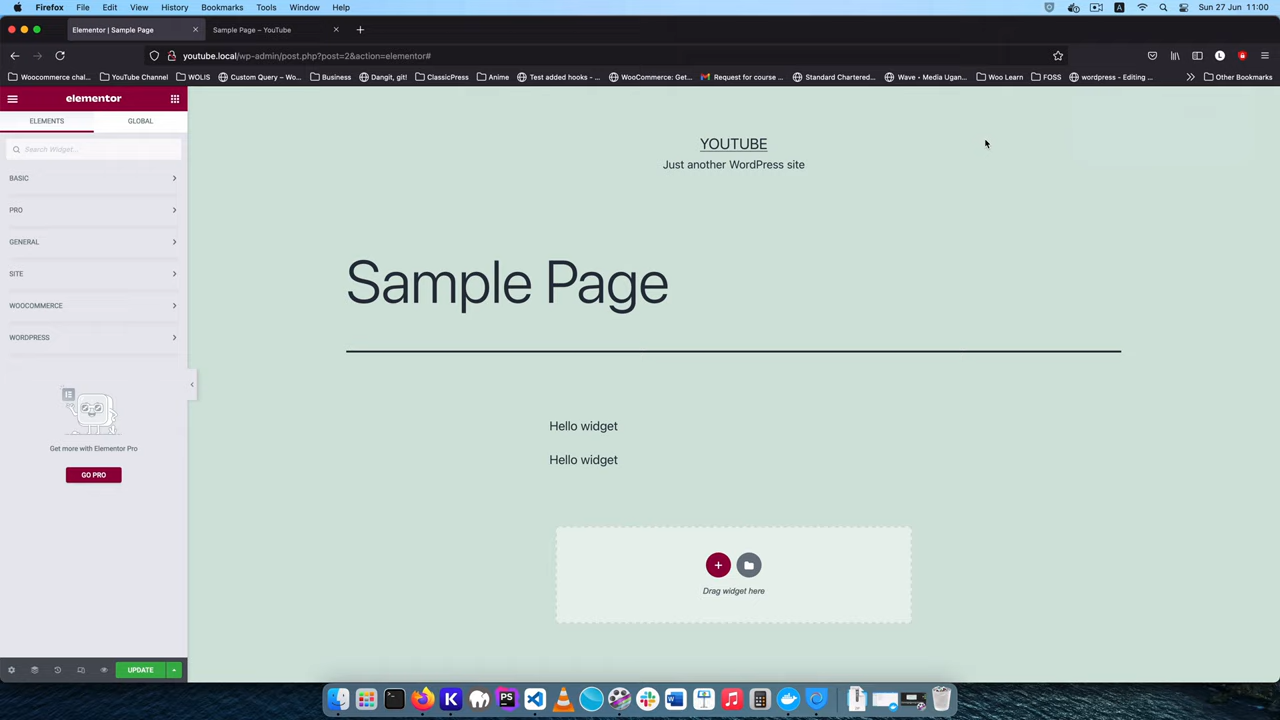 Firefox File Edit View History Bookmarks Tools Window Help
A Sun 27 Jun 11:00
Elementor | Sample Page
Sample Page – YouTube
youtube.local/wp-admin/post.php?post=2&action=elementor#
L
Woocommerce chal... YouTube Channel WOLIS Custom Query – Wo... Business Dangit, git! ClassicPress Anime Test added hooks - ... WooCommerce: Get... Request for course ... Standard Chartered... Wave • Media Ugan... Woo Learn FOSS wordpress - Editing ... Other Bookmarks
elementor
ELEMENTS GLOBAL
Search Widget...
BASIC
PRO
GENERAL
SITE
WOOCOMMERCE
WORDPRESS
Get more with Elementor Pro
GO PRO
UPDATE
YOUTUBE
Just another WordPress site
Sample Page
Hello widget
Hello widget
Drag widget here
K
PS
W